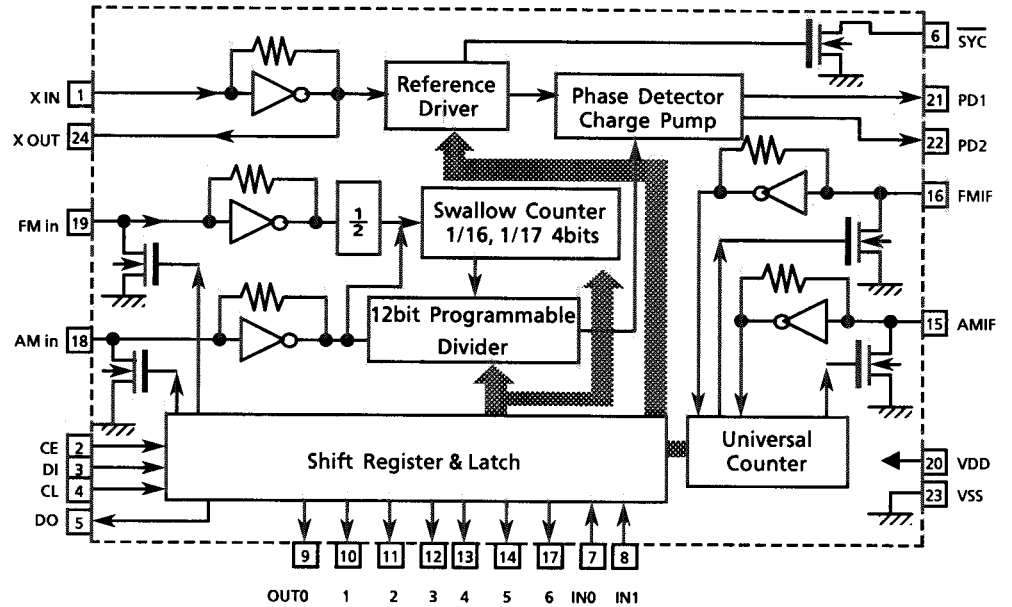 6 SYC
X IN 1
Reference
Driver
Phase Detector
Charge Pump
21 PD1
X OUT 24
22 PD2
FM in 19
1
2
Swallow Counter
1/16, 1/17 4bits
16 FMIF
AM in 18
12bit Programmable
Divider
15 AMIF
CE 2
DI 3
CL 4
DO 5
Shift Register & Latch
Universal
Counter
20 VDD
23 VSS
9 10 11 12 13 14 17 7 8
OUT0 1 2 3 4 5 6 IN0 IN1